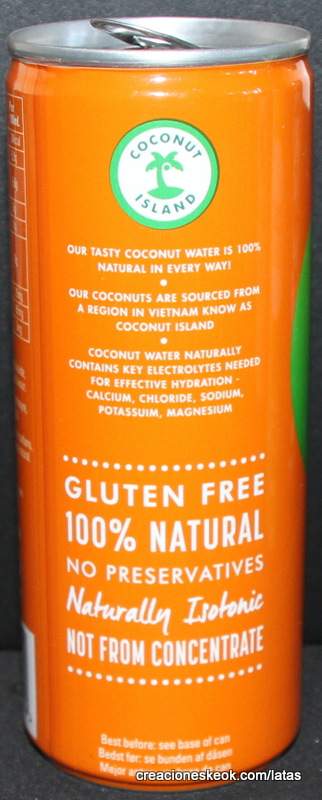 COCONUT
ISLAND
OUR TASTY COCONUT WATER IS 100%
NATURAL IN EVERY WAY!
OUR COCONUTS ARE SOURCED FROM
A REGION IN VIETNAM KNOW AS
COCONUT ISLAND
COCONUT WATER NATURALLY
CONTAINS KEY ELECTROLYTES NEEDED
FOR EFFECTIVE HYDRATION -
CALCIUM, CHLORIDE, SODIUM,
POTASSUIM, MAGNESIUM
GLUTEN FREE
100% NATURAL
NO PRESERVATIVES
Naturally Isotonic
NOT FROM CONCENTRATE
Best before: see base of can
Bedst før: se bunden af dåsen
Mejor
creacioneskeok.com/latas